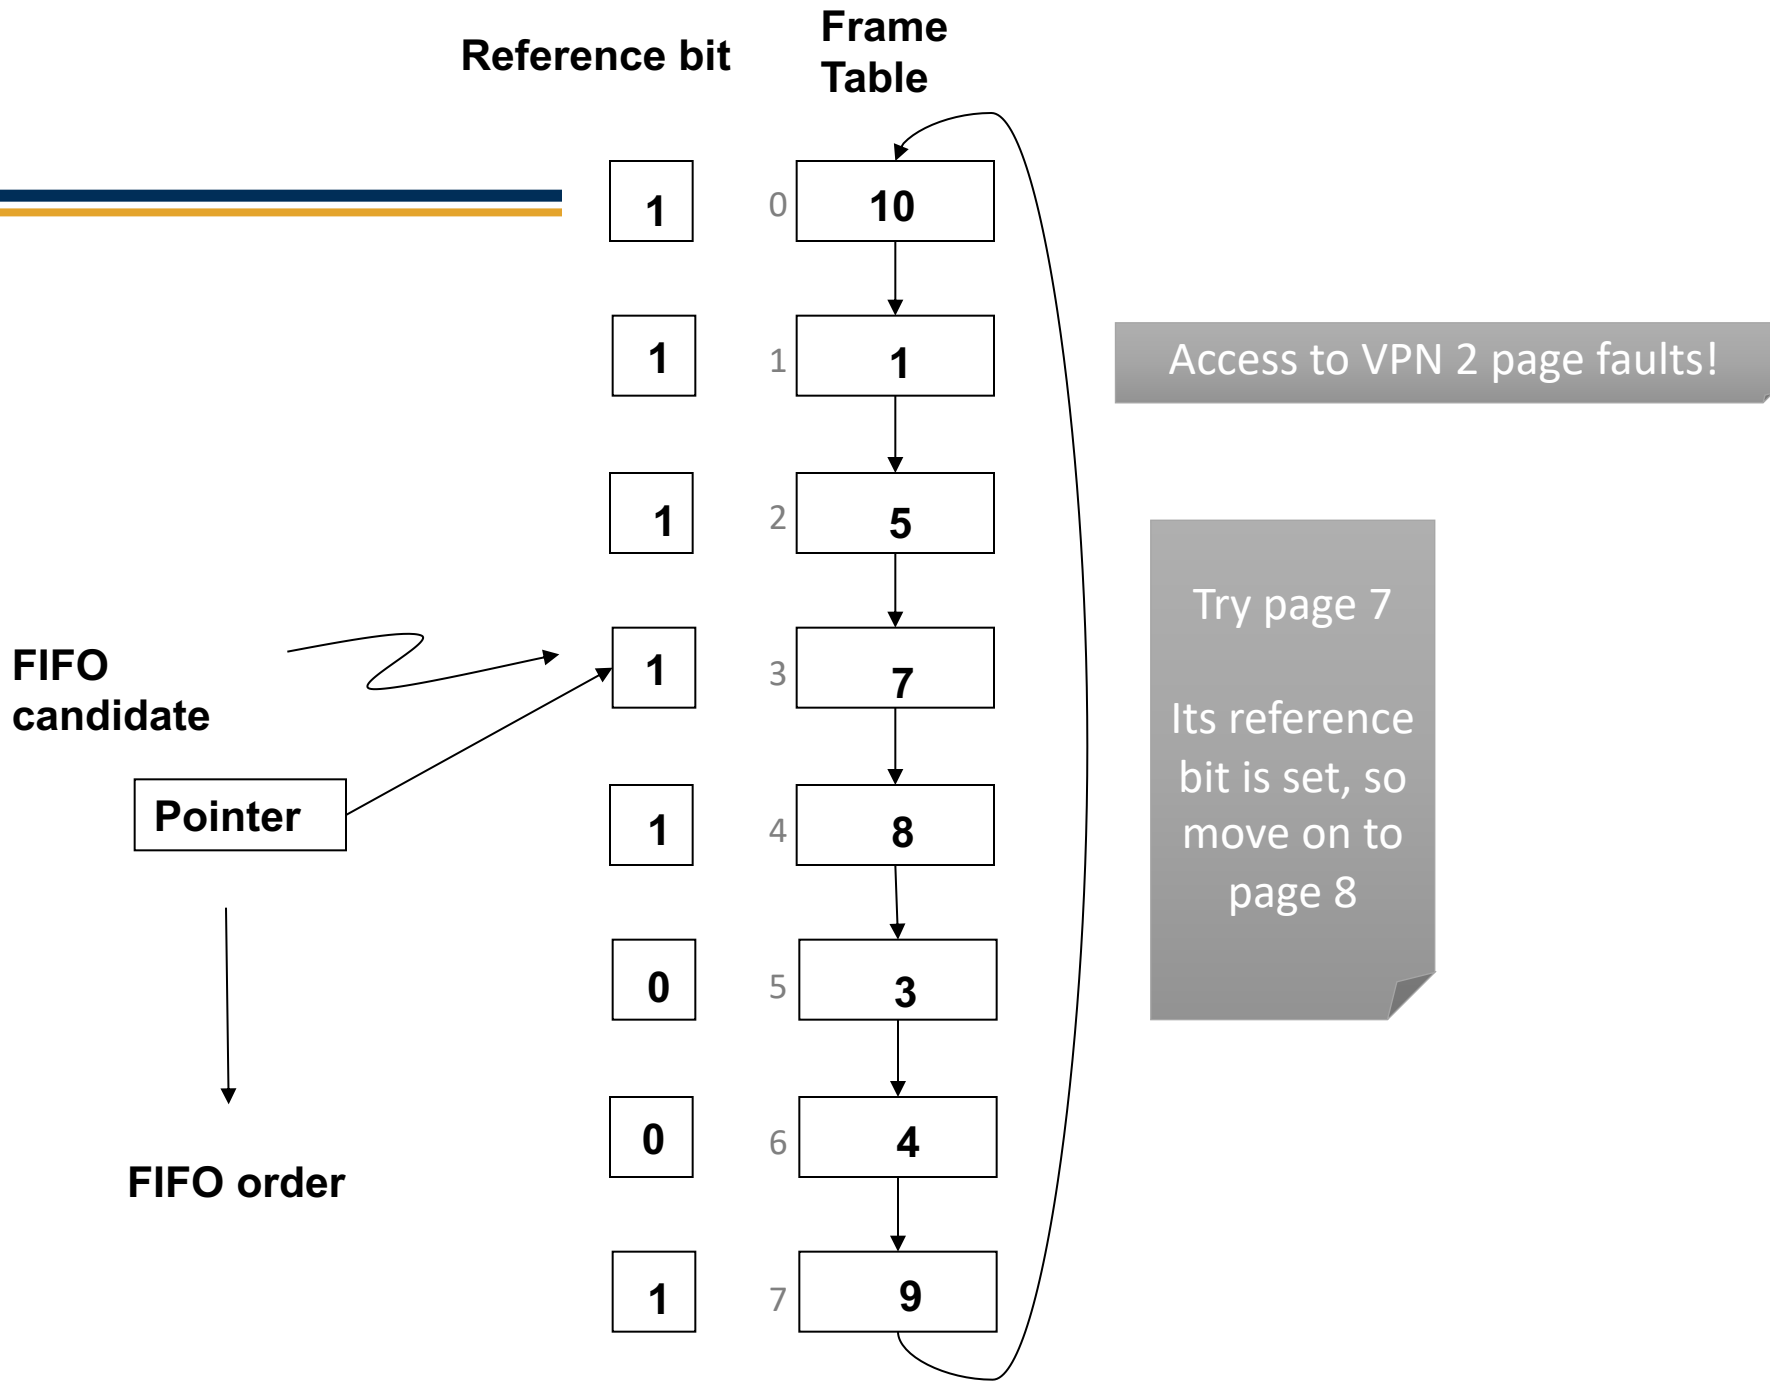 Reference bit
Frame
Table
1
0
10
1
1
1
Access to VPN 2 page faults!
1
2
5
Try page 7
Its reference
bit is set, so
move on to
page 8
FIFO
candidate
1
3
7
Pointer
1
4
8
0
5
3
0
6
4
FIFO order
1
7
9